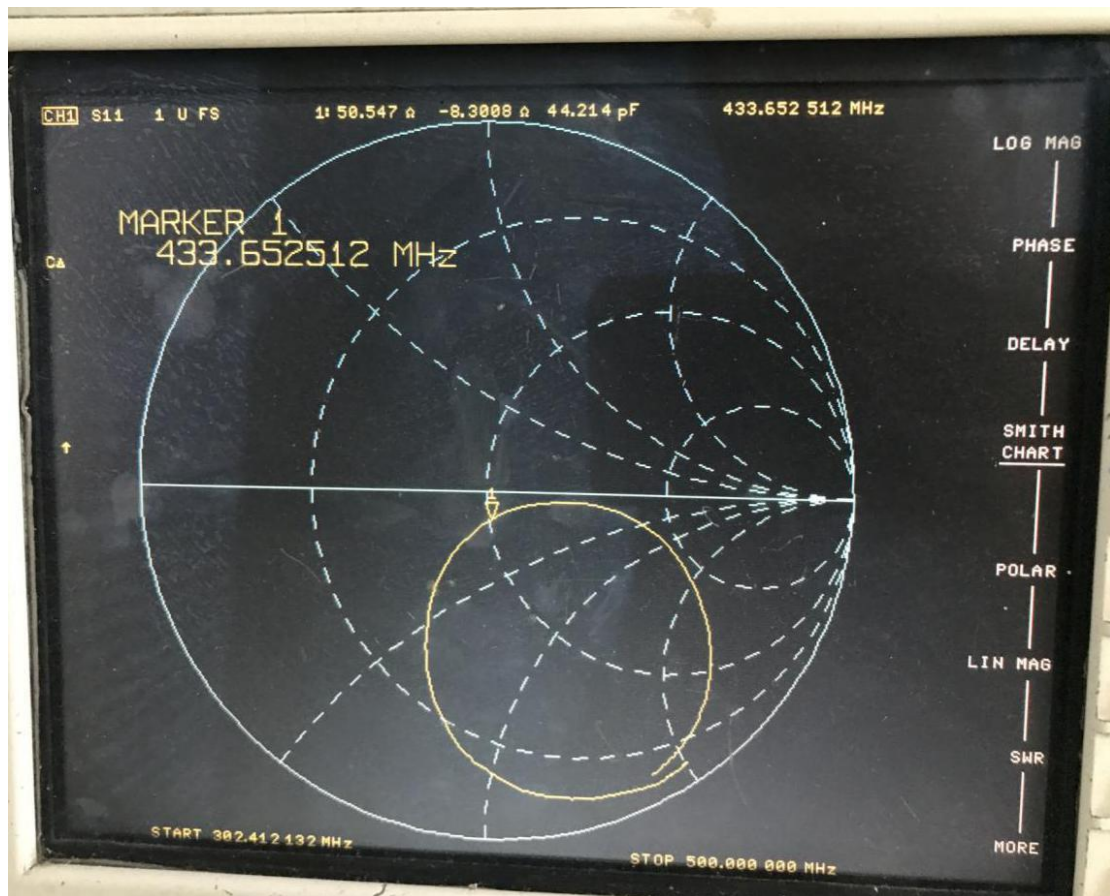 CH1 S11 1 U FS 1: 50.547 Ω -8.3008 Ω 44.214 pF 433.652 512 MHz
LOG MAG
MARKER 1
433.652512 MHz
PHASE
CΔ
DELAY
SMITH
CHART
↑
1
POLAR
LIN MAG
SWR
START 302.412 132 MHz
STOP 500.000 000 MHz
MORE